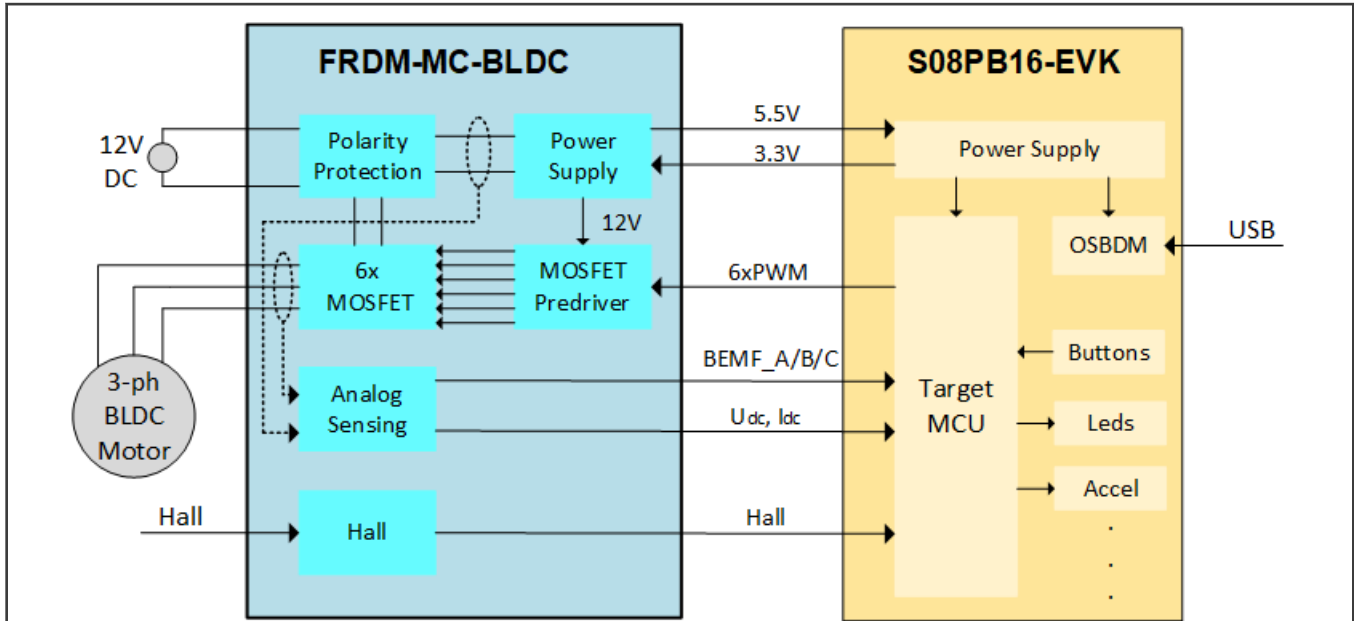 FRDM-MC-BLDC
S08PB16-EVK
12V
DC
Polarity
Protection
Power
Supply
5.5V
3.3V
Power Supply
12V
6x
MOSFET
MOSFET
Predriver
6xPWM
OSBDM
USB
3-ph
BLDC
Motor
Analog
Sensing
BEMF_A/B/C
Udc, Idc
Target
MCU
Buttons
Leds
Accel
Hall
Hall
Hall